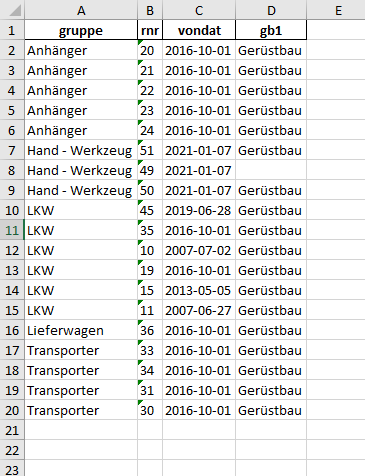 A B C D E
1 gruppe rnr vondat gb1
2 Anhänger 20 2016-10-01 Gerüstbau
3 Anhänger 21 2016-10-01 Gerüstbau
4 Anhänger 22 2016-10-01 Gerüstbau
5 Anhänger 23 2016-10-01 Gerüstbau
6 Anhänger 24 2016-10-01 Gerüstbau
7 Hand - Werkzeug 51 2021-01-07 Gerüstbau
8 Hand - Werkzeug 49 2021-01-07
9 Hand - Werkzeug 50 2021-01-07 Gerüstbau
10 LKW 45 2019-06-28 Gerüstbau
11 LKW 35 2016-10-01 Gerüstbau
12 LKW 10 2007-07-02 Gerüstbau
13 LKW 19 2016-10-01 Gerüstbau
14 LKW 15 2013-05-05 Gerüstbau
15 LKW 11 2007-06-27 Gerüstbau
16 Lieferwagen 36 2016-10-01 Gerüstbau
17 Transporter 33 2016-10-01 Gerüstbau
18 Transporter 34 2016-10-01 Gerüstbau
19 Transporter 31 2016-10-01 Gerüstbau
20 Transporter 30 2016-10-01 Gerüstbau
21
22
23